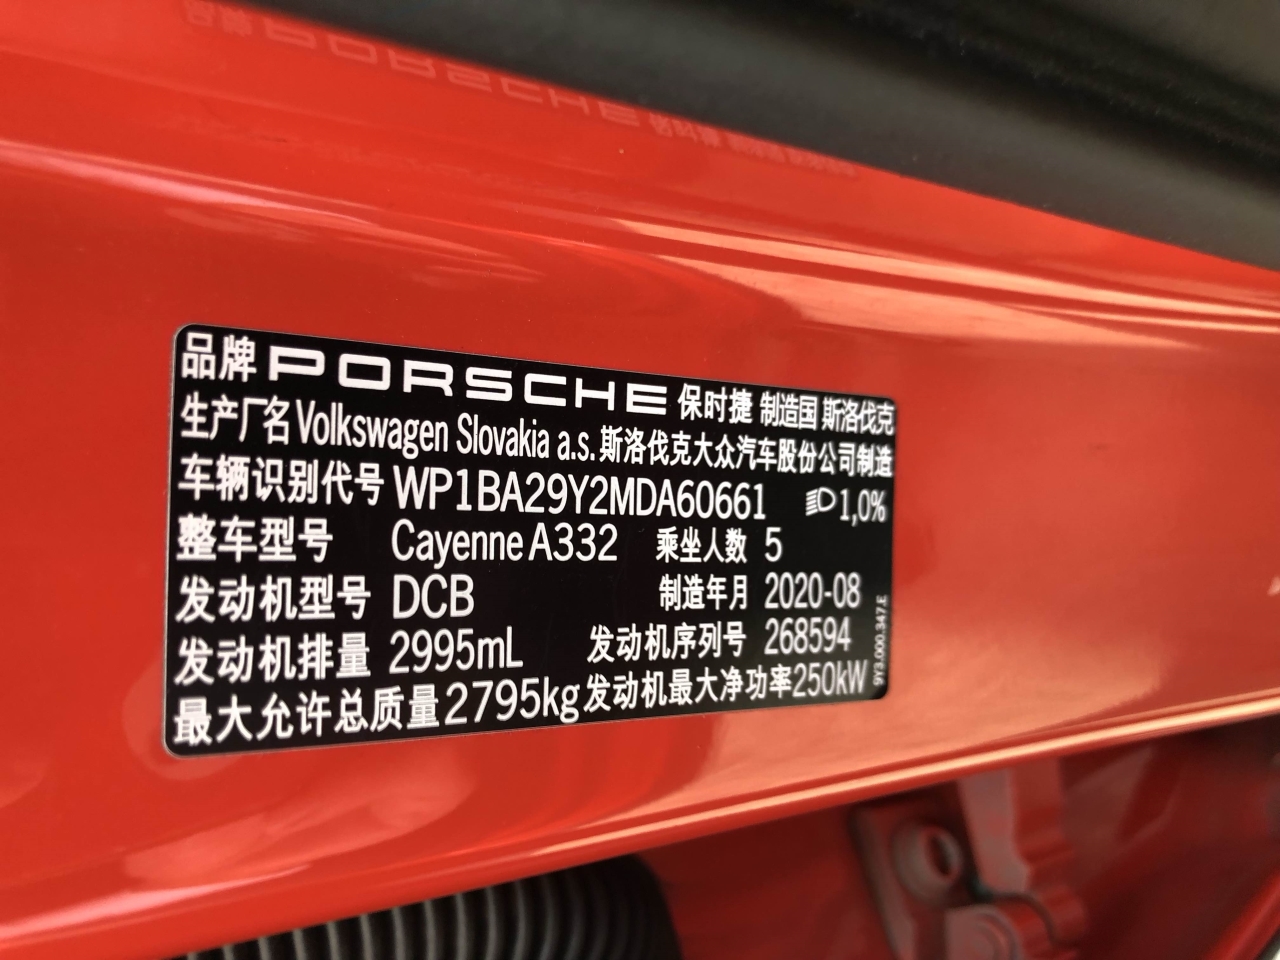 品牌 PORSCHE 保时捷 制造国 斯洛伐克
生产厂名 Volkswagen Slovakia a.s. 斯洛伐克大众汽车股份公司制造
车辆识别代号 WP1BA29Y2MDA60661 1,0%
整车型号 Cayenne A332 乘坐人数 5
发动机型号 DCB 制造年月 2020-08
发动机排量 2995mL 发动机序列号 268594
最大允许总质量 2795kg 发动机最大净功率 250kW
9Y3.000.347.E